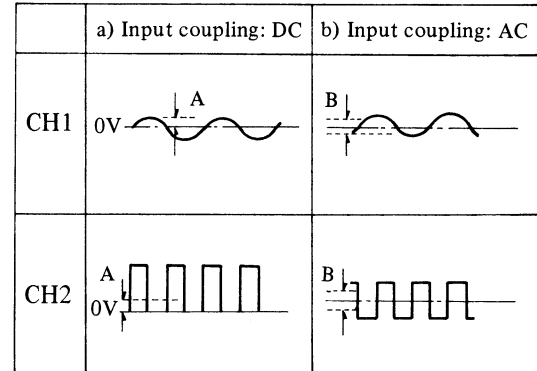 a) Input coupling: DC
b) Input coupling: AC
CH1
A
0V
B
CH2
A
0V
B